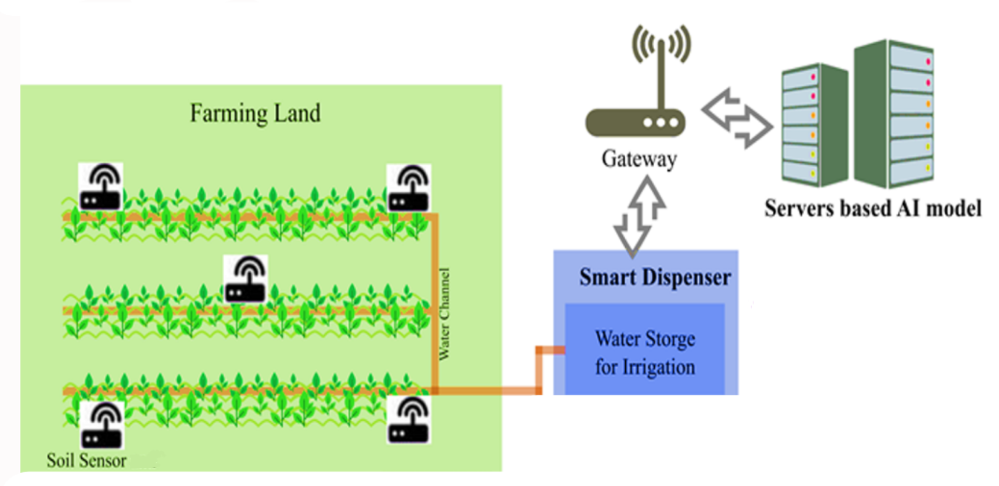 Farming Land
Gateway
Servers based AI model
Smart Dispenser
Water Channel
Water Storge
for Irrigation
Soil Sensor